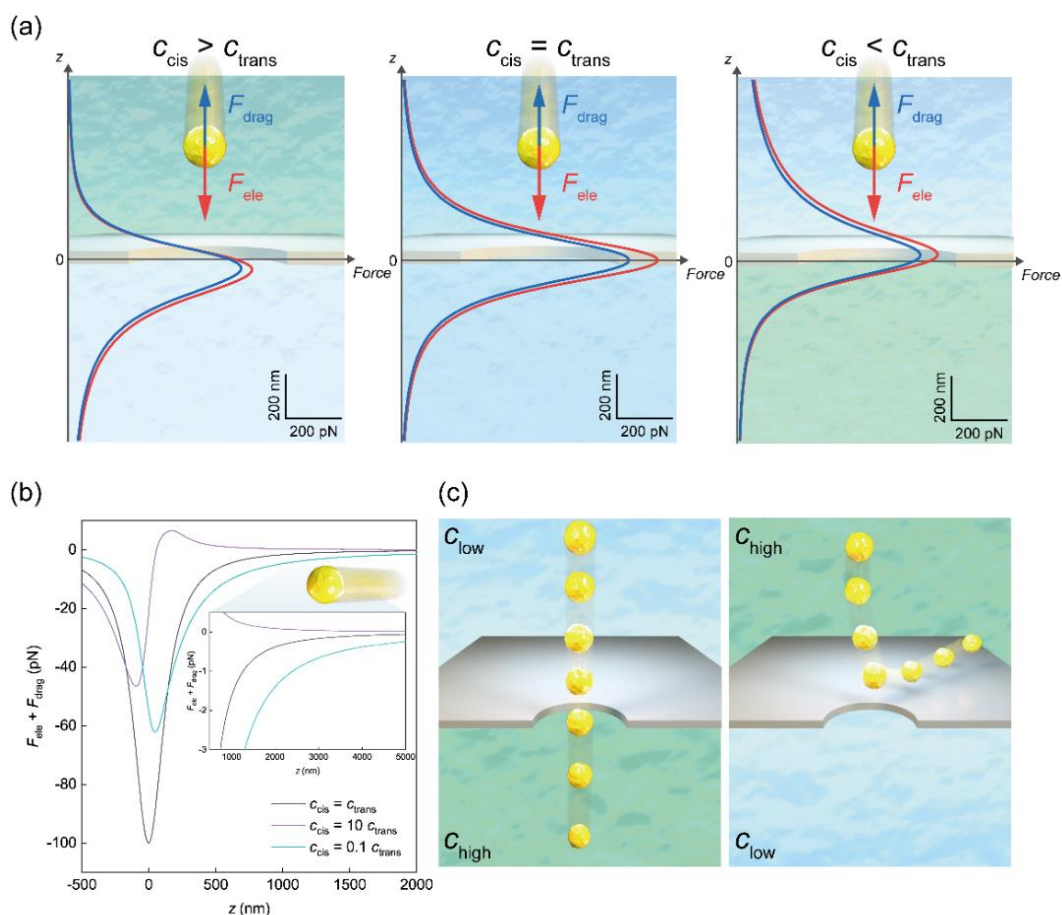 (a)
c_cis > c_trans
c_cis = c_trans
c_cis < c_trans
z
F_drag
F_ele
0
Force
200 nm
200 pN
z
F_drag
F_ele
0
Force
200 nm
200 pN
z
F_drag
F_ele
0
Force
200 nm
200 pN
(b)
F_ele + F_drag (pN)
0
-20
-40
-60
-80
-100
-500
0
500
1000
1500
2000
z (nm)
F_ele + F_drag (pN)
0
-1
-2
-3
1000
2000
3000
4000
5000
z (nm)
c_cis = c_trans
c_cis = 10 c_trans
c_cis = 0.1 c_trans
(c)
c_low
c_high
c_high
c_low